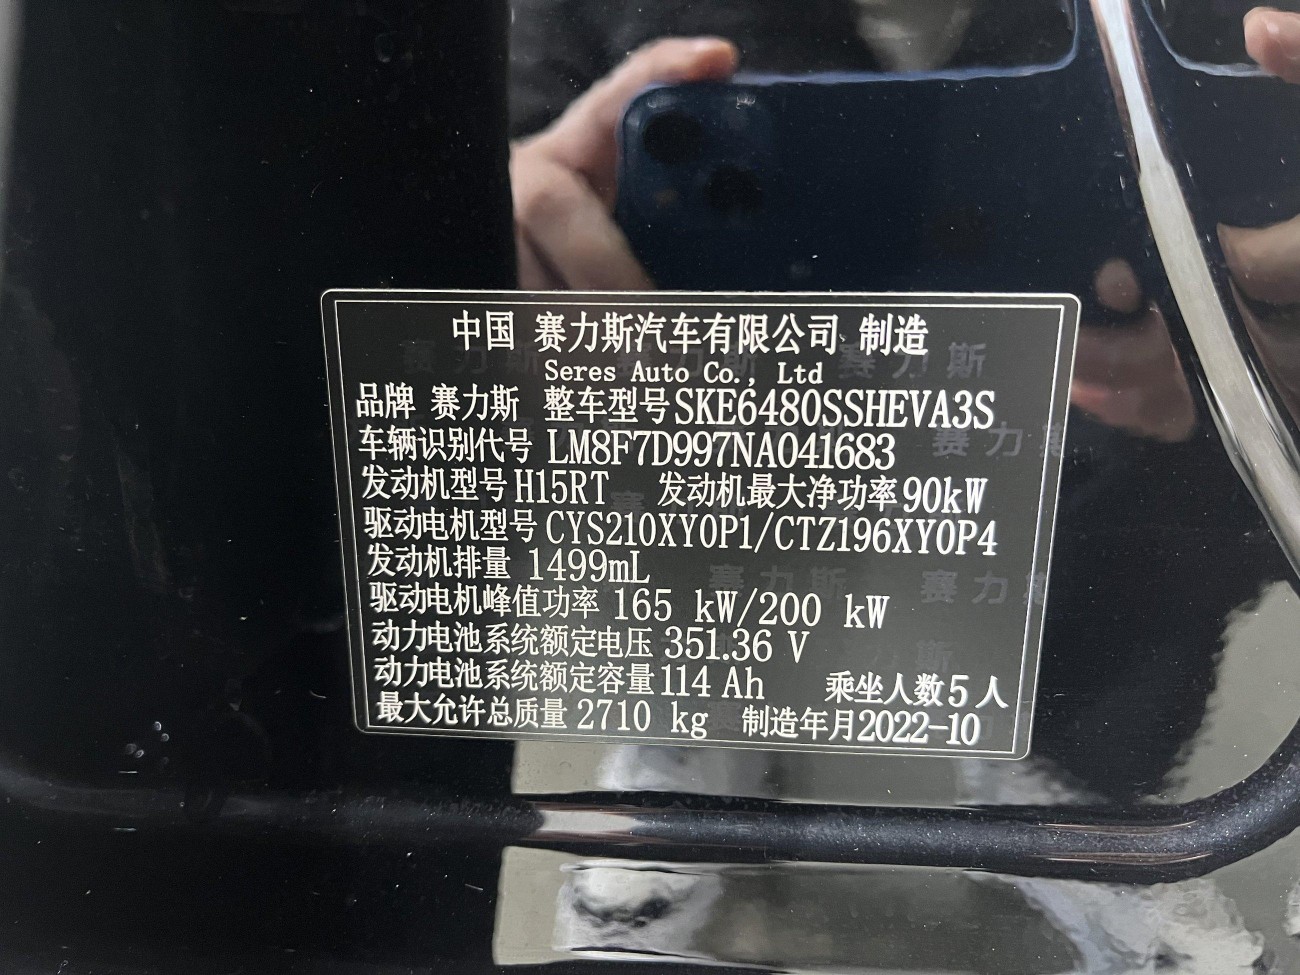 中国 赛力斯汽车有限公司 制造
Seres Auto Co., Ltd
品牌 赛力斯 整车型号SKE6480SSHEVA3S
车辆识别代号 LM8F7D997NA041683
发动机型号H15RT 发动机最大净功率90kW
驱动电机型号 CYS210XY0P1/CTZ196XY0P4
发动机排量 1499mL
驱动电机峰值功率 165 kW/200 kW
动力电池系统额定电压 351.36 V
动力电池系统额定容量114 Ah 乘坐人数5人
最大允许总质量 2710 kg 制造年月2022-10